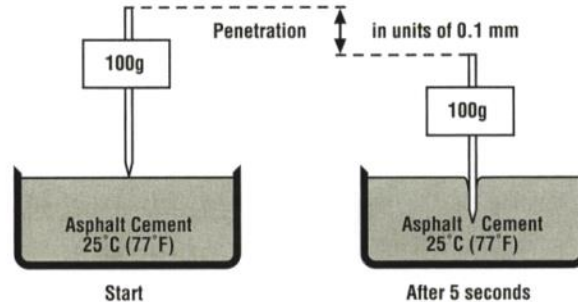 Penetration in units of 0.1 mm
100g
100g
Asphalt Cement
25°C (77°F)
Asphalt Cement
25°C (77°F)
Start
After 5 seconds